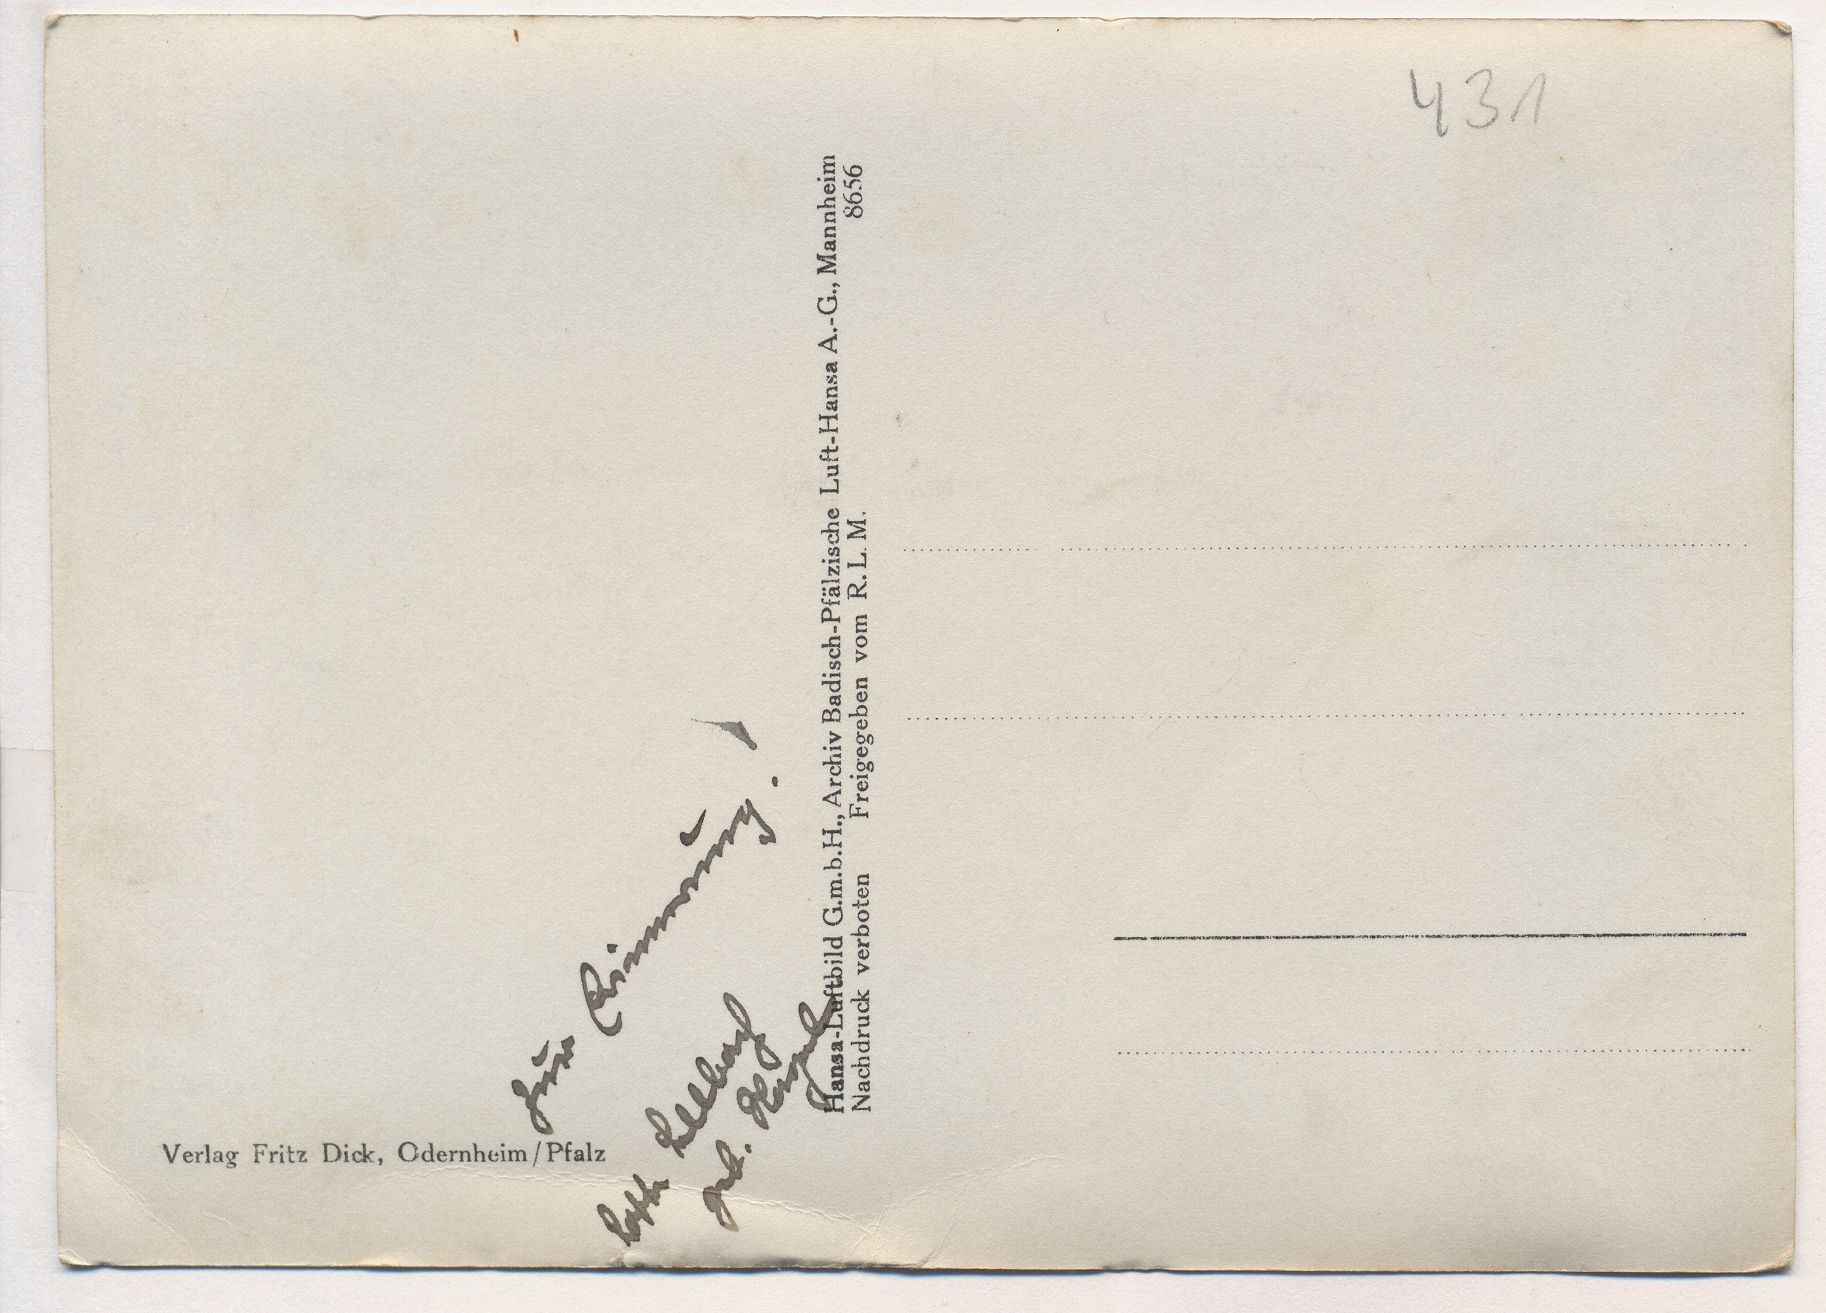 431
Hansa-Luftbild G.m.b.H., Archiv Badisch-Pfälzische Luft-Hansa A.-G., Mannheim
Nachdruck verboten Freigegeben vom R. L. M. 8656
Zur Erinnerung!
Verlag Fritz Dick, Odernheim/Pfalz